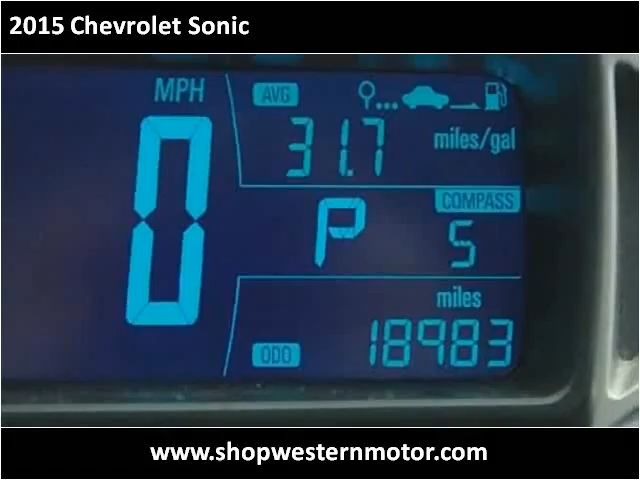 2015 Chevrolet Sonic
MPH
0
AVG
31.7
miles/gal
P
COMPASS
S
miles
ODO
18983
www.shopwesternmotor.com